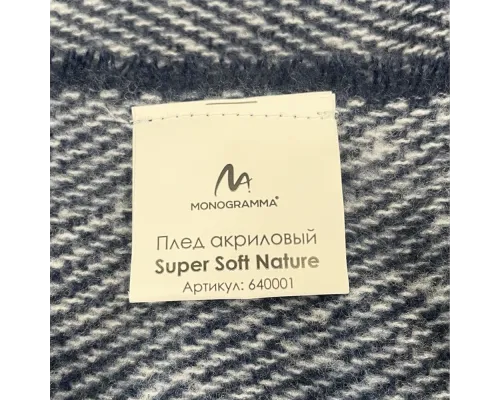 MONOGRAMMA®
Плед акриловый
Super Soft Nature
Артикул: 640001